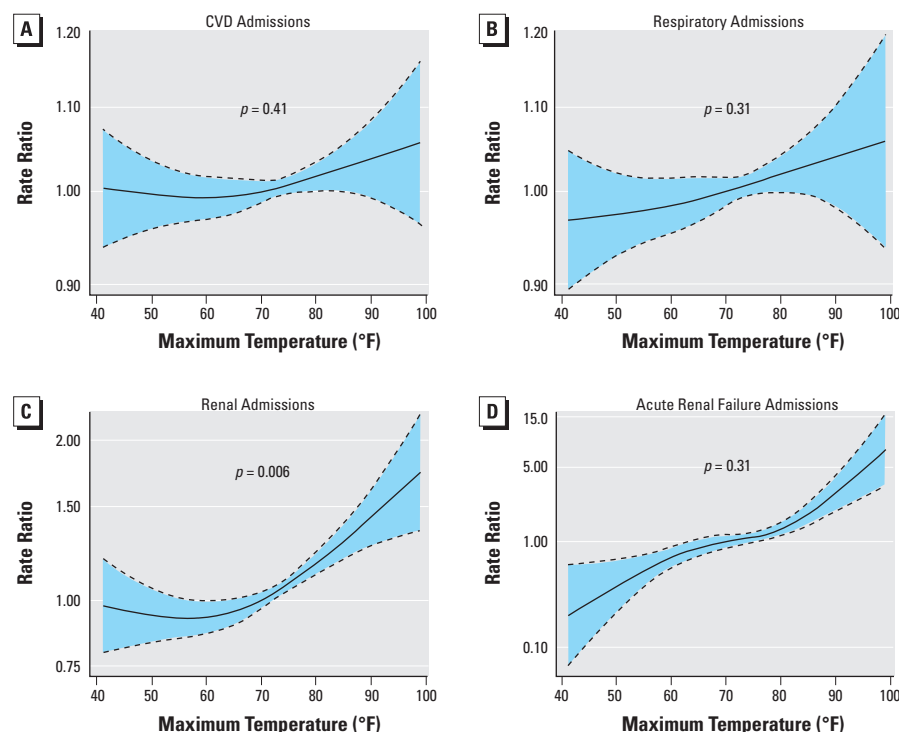 A
CVD Admissions
1.20
1.10
1.00
0.90
Rate Ratio
p = 0.41
40 50 60 70 80 90 100
Maximum Temperature (°F)
B
Respiratory Admissions
1.20
1.10
1.00
0.90
Rate Ratio
p = 0.31
40 50 60 70 80 90 100
Maximum Temperature (°F)
C
Renal Admissions
2.00
1.50
1.00
0.75
Rate Ratio
p = 0.006
40 50 60 70 80 90 100
Maximum Temperature (°F)
D
Acute Renal Failure Admissions
15.0
5.00
1.00
0.10
Rate Ratio
p = 0.31
40 50 60 70 80 90 100
Maximum Temperature (°F)